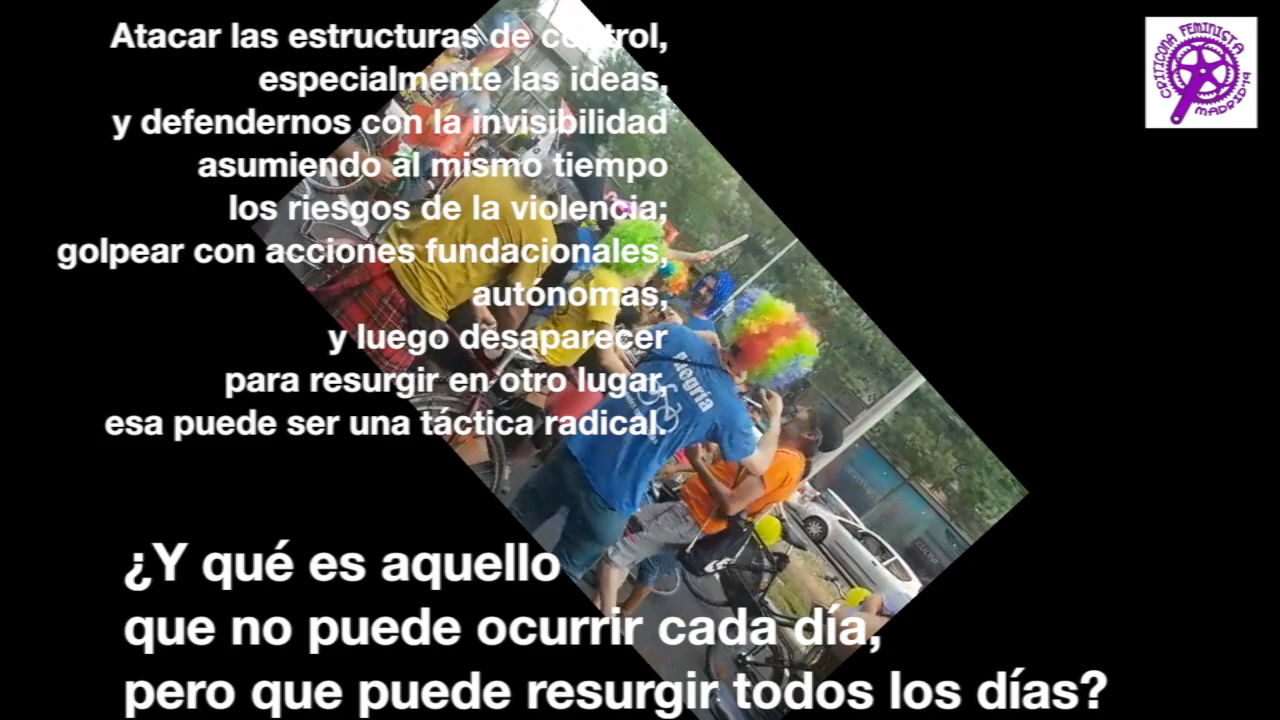 Atacar las estructuras de control,
especialmente las ideas,
y defendernos con la invisibilidad
asumiendo al mismo tiempo
los riesgos de la violencia;
golpear con acciones fundacionales,
autónomas,
y luego desaparecer
para resurgir en otro lugar,
esa puede ser una táctica radical.
¿Y qué es aquello
que no puede ocurrir cada día,
pero que puede resurgir todos los días?
CRITICONA FEMINISTA
MADRID'19
alegría